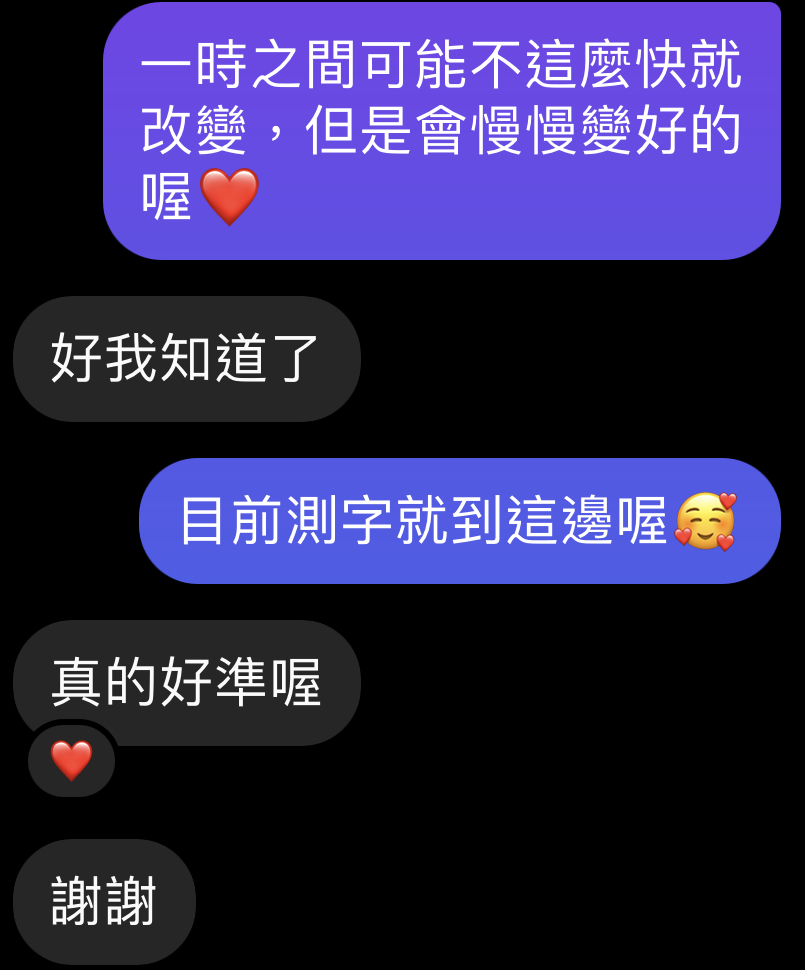 一時之間可能不這麼快就
改變，但是會慢慢變好的
喔❤️
好我知道了
目前測字就到這邊喔🥰
真的好準喔
❤️
謝謝